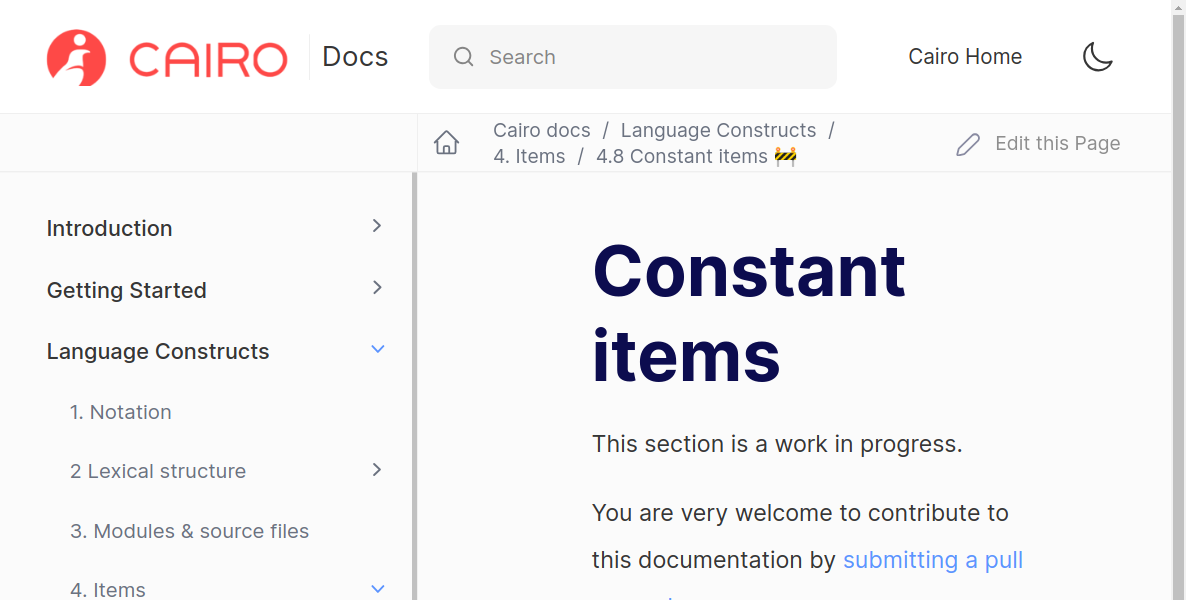 CAIRO Docs Search Cairo Home
Cairo docs / Language Constructs /
4. Items / 4.8 Constant items 🚧
Edit this Page
Introduction
Getting Started
Language Constructs
1. Notation
2 Lexical structure
3. Modules & source files
4. Items
Constant
items
This section is a work in progress.
You are very welcome to contribute to
this documentation by submitting a pull